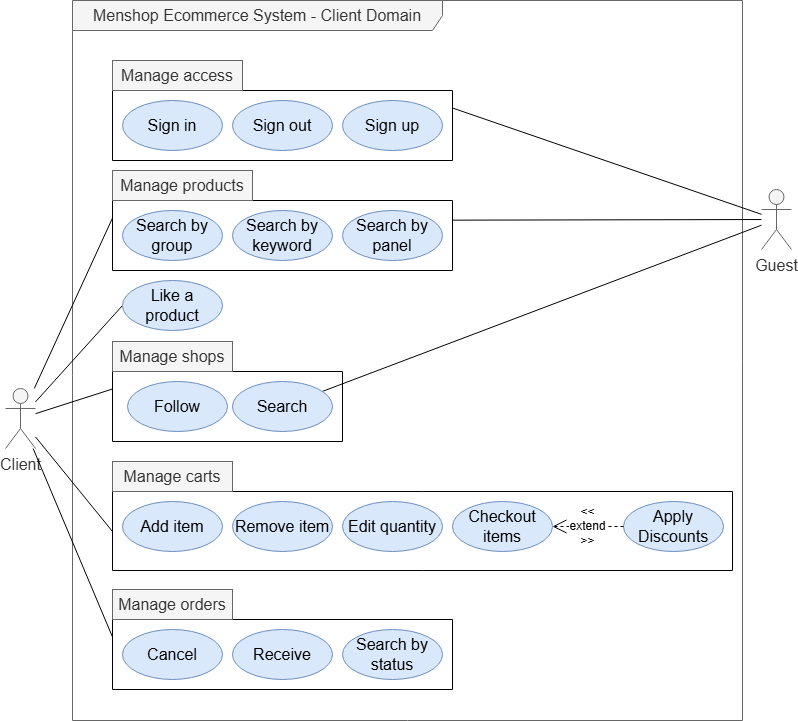 Menshop Ecommerce System - Client Domain
Manage access
Sign in
Sign out
Sign up
Manage products
Search by
group
Search by
keyword
Search by
panel
Guest
Like a
product
Manage shops
Follow
Search
Client
Manage carts
Add item
Remove item
Edit quantity
Checkout
items
<<
extend
>>
Apply
Discounts
Manage orders
Cancel
Receive
Search by
status